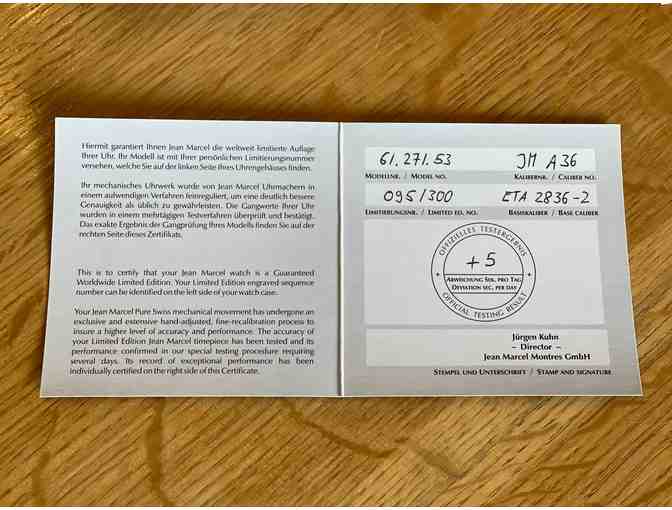 Hiermit garantiert Ihnen Jean Marcel die weltweit limitierte Auflage
Ihrer Uhr. Ihr Modell ist mit Ihrer persönlichen Limitierungsnummer
versehen, welche Sie auf der linken Seite Ihres Uhrengehäuses finden.
Ihr mechanisches Uhrwerk wurde von Jean Marcel Uhrmachern in
einem aufwendigen Verfahren feinreguliert, um eine deutlich bessere
Genauigkeit als üblich zu gewährleisten. Die Gangwerte Ihrer Uhr
wurden in einem mehrtägigen Testverfahren überprüft und bestätigt.
Das exakte Ergebnis der Gangprüfung Ihres Modells finden Sie auf der
rechten Seite dieses Zertifikats.
This is to certify that your Jean Marcel watch is a Guaranteed
Worldwide Limited Edition. Your Limited Edition engraved sequence
number can be identified on the left side of your watch case.
Your Jean Marcel Pure Swiss mechanical movement has undergone an
exclusive and extensive hand-adjusted, fine-recalibration process to
insure a higher level of accuracy and performance. The accuracy of
your Limited Edition Jean Marcel timepiece has been tested and its
performance confirmed in our special testing procedure requiring
several days. Its record of exceptional performance has been
individually certified on the right side of this Certificate.
61.271.53 JM A36
MODELLNR. / MODEL NO. KALIBERNR. / CALIBER NO.
095/300 ETA 2836-2
LIMITIERUNGSNR. / LIMITED ED. NO. BASISKALIBER / BASE CALIBER
OFFIZIELLES TESTERGEBNIS
+5
ABWEICHUNG SEK. PRO TAG
DEVIATION SEC. PER DAY
OFFICIAL TESTING RESULT
Jürgen Kuhn
– Director –
Jean Marcel Montres GmbH
STEMPEL UND UNTERSCHRIFT / STAMP AND SIGNATURE